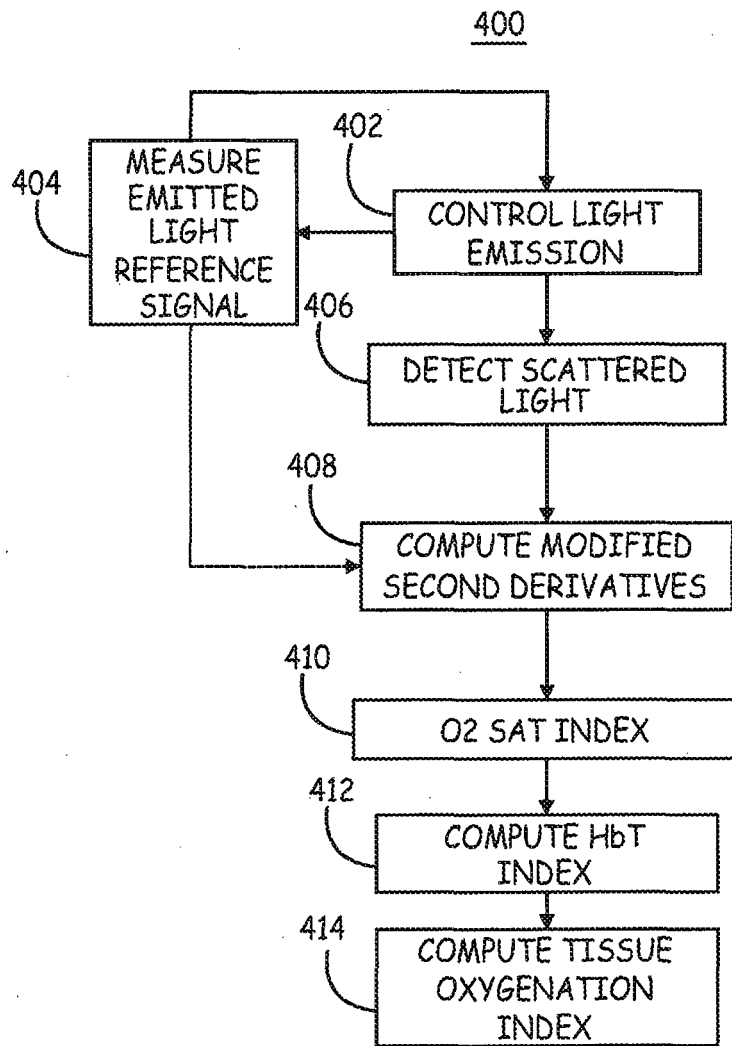 400
402
CONTROL LIGHT
EMISSION
404
MEASURE
EMITTED
LIGHT
REFERENCE
SIGNAL
406
DETECT SCATTERED
LIGHT
408
COMPUTE MODIFIED
SECOND DERIVATIVES
410
O2 SAT INDEX
412
COMPUTE HbT
INDEX
414
COMPUTE TISSUE
OXYGENATION
INDEX